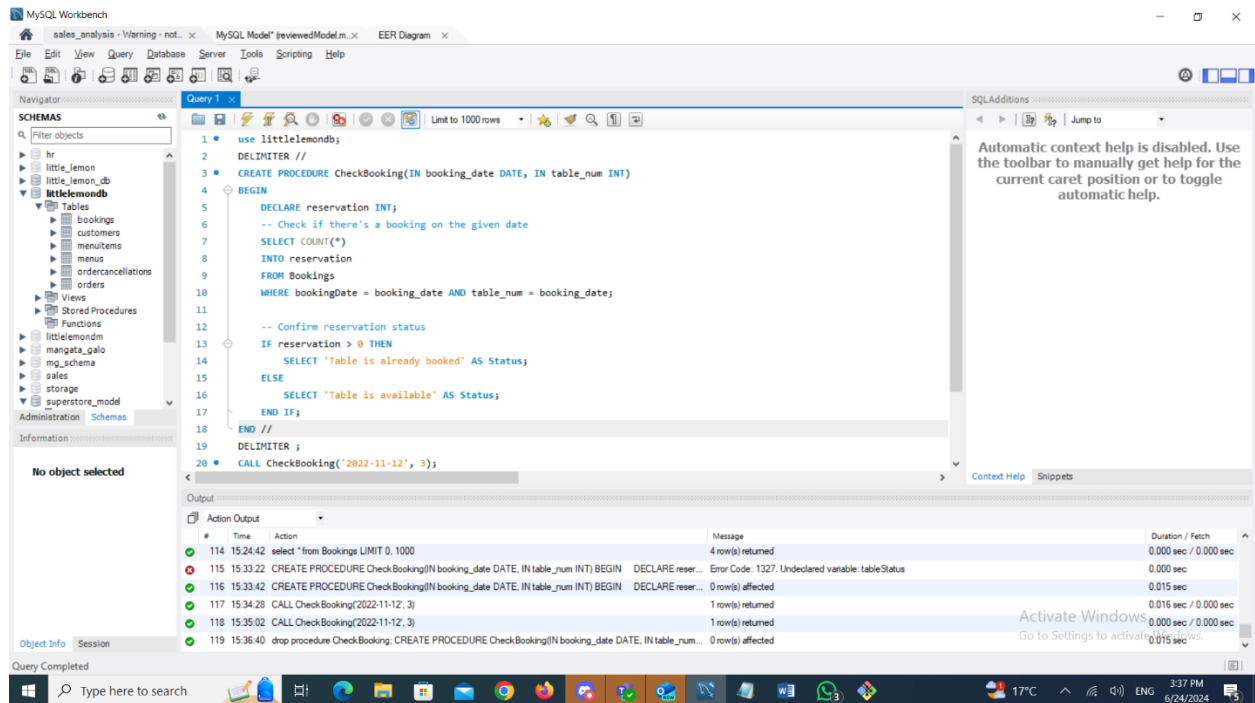 MySQL Workbench
sales_analysis - Warning - not...
MySQL Model* (reviewedModel.m...
EER Diagram
File Edit View Query Database Server Tools Scripting Help
Navigator
SCHEMAS
Filter objects
hr
little_lemon
little_lemon_db
littlelemondb
Tables
bookings
customers
menuitems
menus
ordercancellations
orders
Views
Stored Procedures
Functions
littlelemondm
mangata_galo
mg_schema
sales
storage
superstore_model
Administration Schemas
Information
No object selected
Object Info Session
Query Completed
Query 1
Limit to 1000 rows
1 use littlelemondb;
2 DELIMITER //
3 CREATE PROCEDURE CheckBooking(IN booking_date DATE, IN table_num INT)
4 BEGIN
5 DECLARE reservation INT;
6 -- Check if there's a booking on the given date
7 SELECT COUNT(*)
8 INTO reservation
9 FROM Bookings
10 WHERE bookingDate = booking_date AND table_num = booking_date;
11
12 -- Confirm reservation status
13 IF reservation > 0 THEN
14 SELECT 'Table is already booked' AS Status;
15 ELSE
16 SELECT 'Table is available' AS Status;
17 END IF;
18 END //
19 DELIMITER ;
20 CALL CheckBooking('2022-11-12', 3);
SQLAdditions
Jump to
Automatic context help is disabled. Use
the toolbar to manually get help for the
current caret position or to toggle
automatic help.
Context Help Snippets
Output
Action Output
# Time Action Message Duration / Fetch
114 15:24:42 select * from Bookings LIMIT 0, 1000 4 row(s) returned 0.000 sec / 0.000 sec
115 15:33:22 CREATE PROCEDURE CheckBooking(IN booking_date DATE, IN table_num INT) BEGIN DECLARE reser... Error Code: 1327. Undeclared variable: tableStatus 0.000 sec
116 15:33:42 CREATE PROCEDURE CheckBooking(IN booking_date DATE, IN table_num INT) BEGIN DECLARE reser... 0 row(s) affected 0.015 sec
117 15:34:28 CALL CheckBooking('2022-11-12', 3) 1 row(s) returned 0.016 sec / 0.000 sec
118 15:35:02 CALL CheckBooking('2022-11-12', 3) 1 row(s) returned 0.000 sec / 0.000 sec
119 15:36:40 drop procedure CheckBooking; CREATE PROCEDURE CheckBooking(IN booking_date DATE, IN table_num... 0 row(s) affected 0.015 sec
Activate Windows
Go to Settings to activate Windows.
Type here to search
3
17°C
ENG
3:37 PM
6/24/2024
5